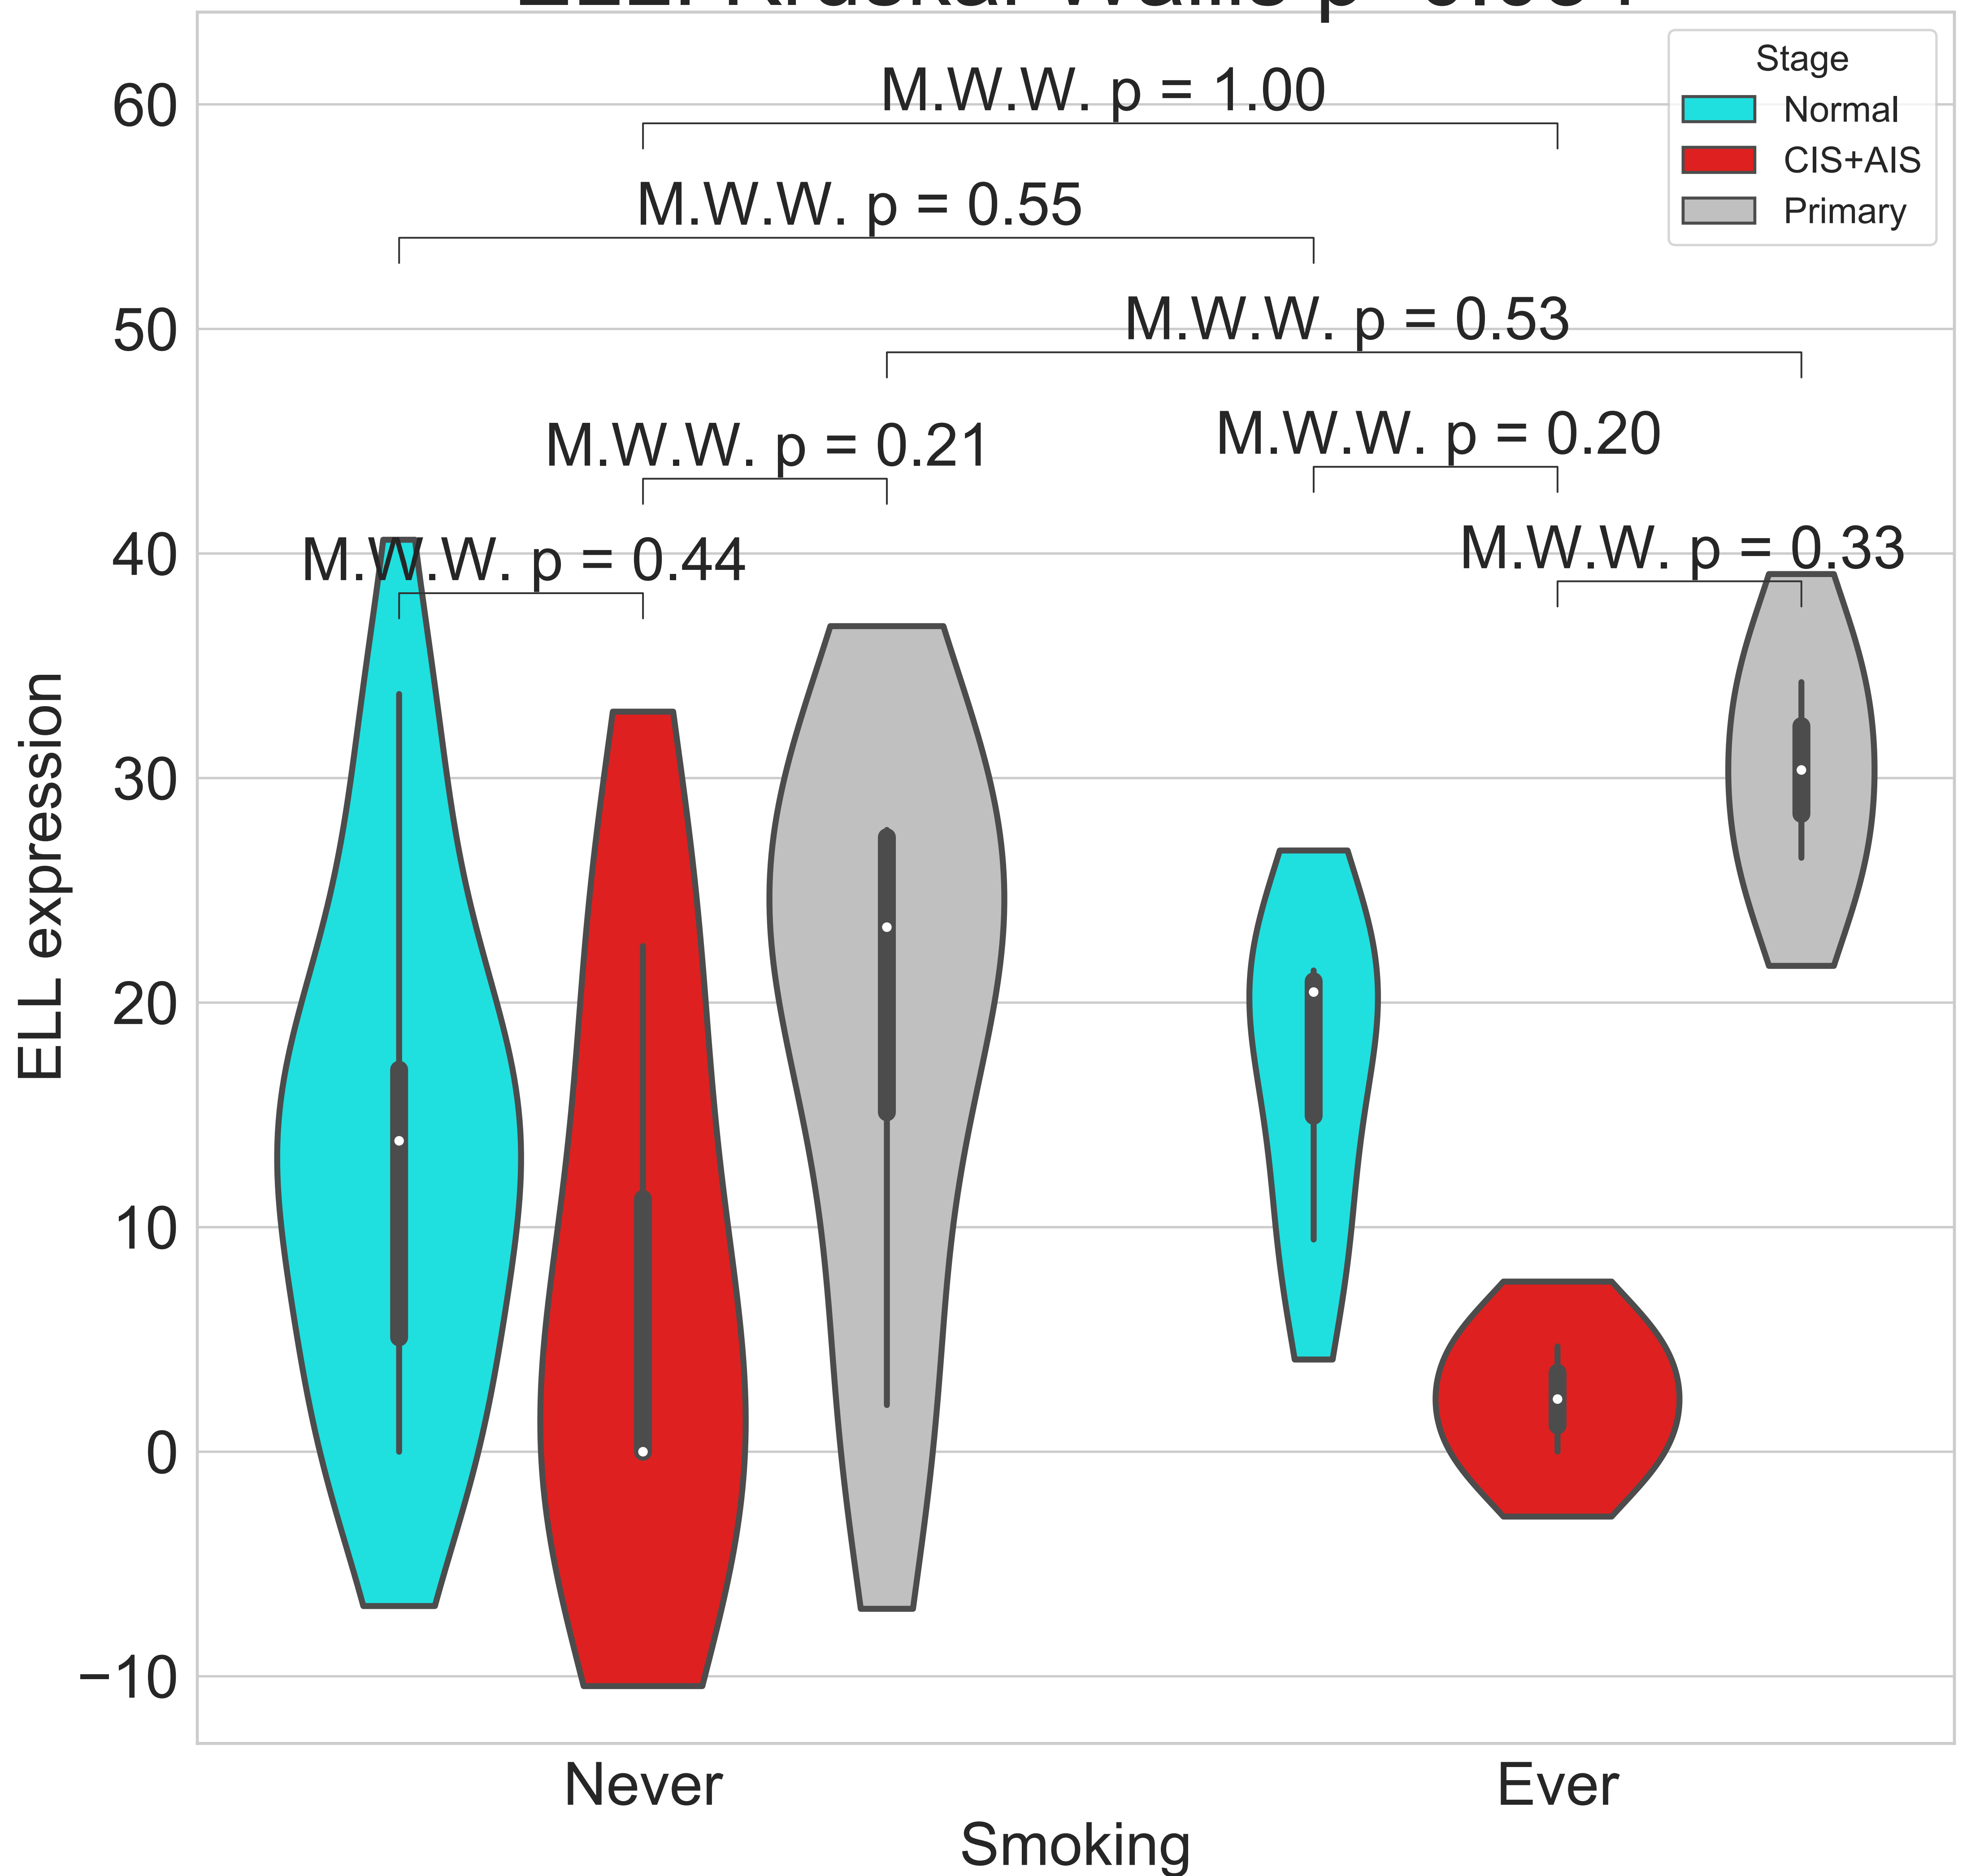 Stage
Normal
CIS+AIS
Primary
M.W.W. p = 1.00
M.W.W. p = 0.55
M.W.W. p = 0.53
M.W.W. p = 0.21
M.W.W. p = 0.20
M.W.W. p = 0.44
M.W.W. p = 0.33
60
50
40
30
20
10
0
−10
ELL expression
Never
Ever
Smoking